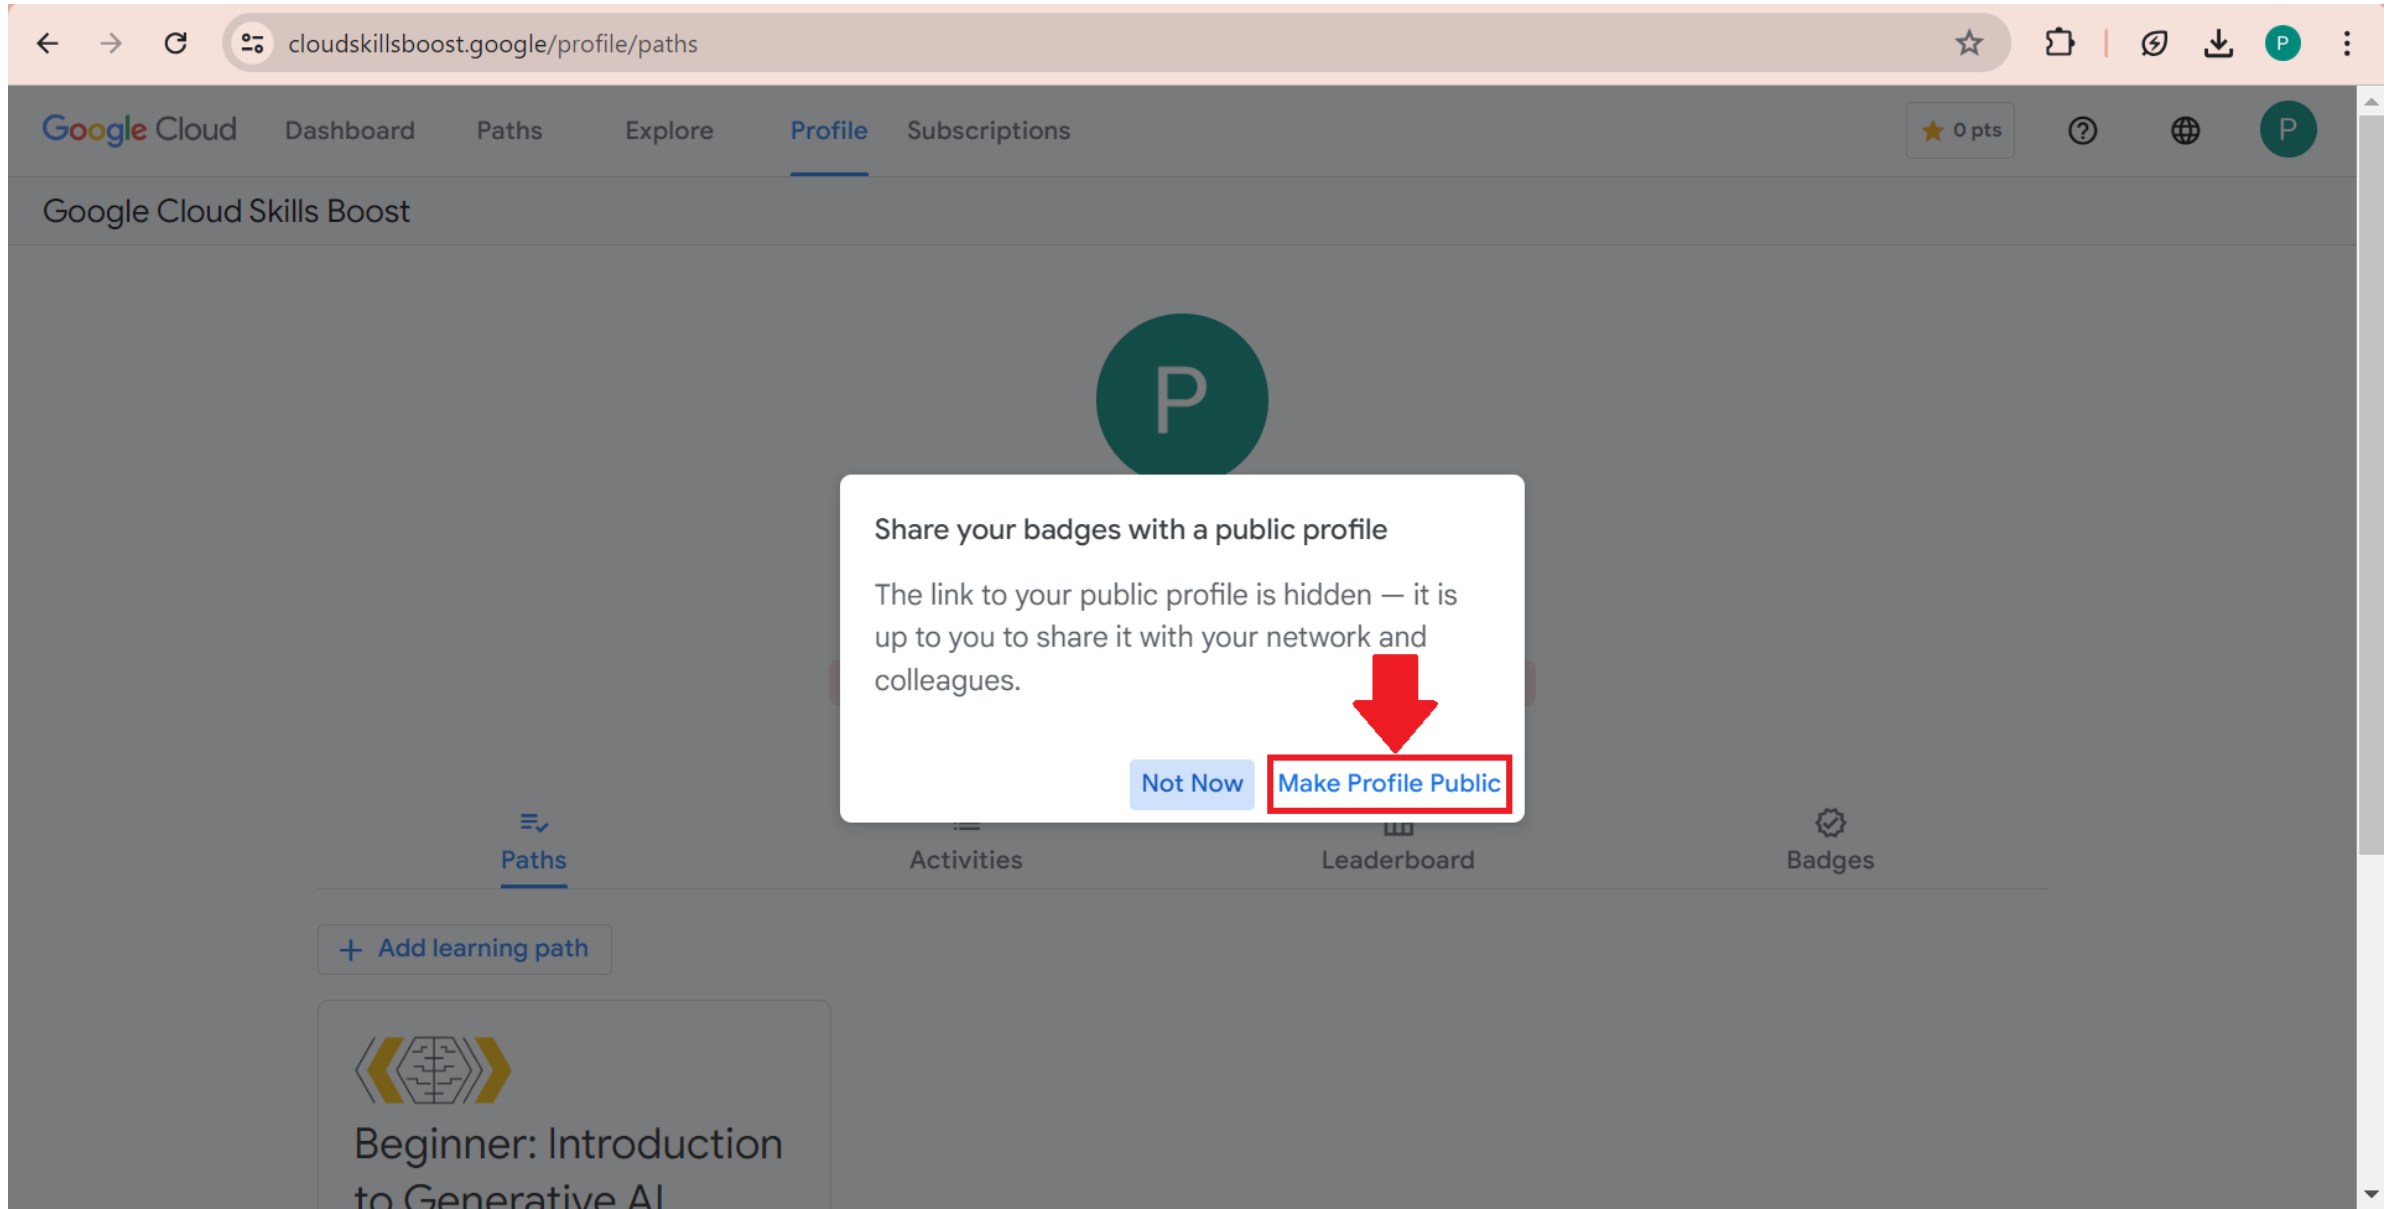 cloudskillsboost.google/profile/paths
P
Google Cloud Dashboard Paths Explore Profile Subscriptions 0 pts P
Google Cloud Skills Boost
P
Share your badges with a public profile
The link to your public profile is hidden — it is
up to you to share it with your network and
colleagues.
Not Now Make Profile Public
Paths Activities Leaderboard Badges
+ Add learning path
Beginner: Introduction
to Generative AI